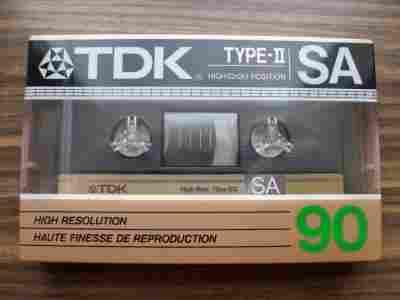 TDK TYPE-II SA
HIGH (CrO₂) POSITION
TDK SA
HIGH RESOLUTION
HAUTE FINESSE DE REPRODUCTION
90